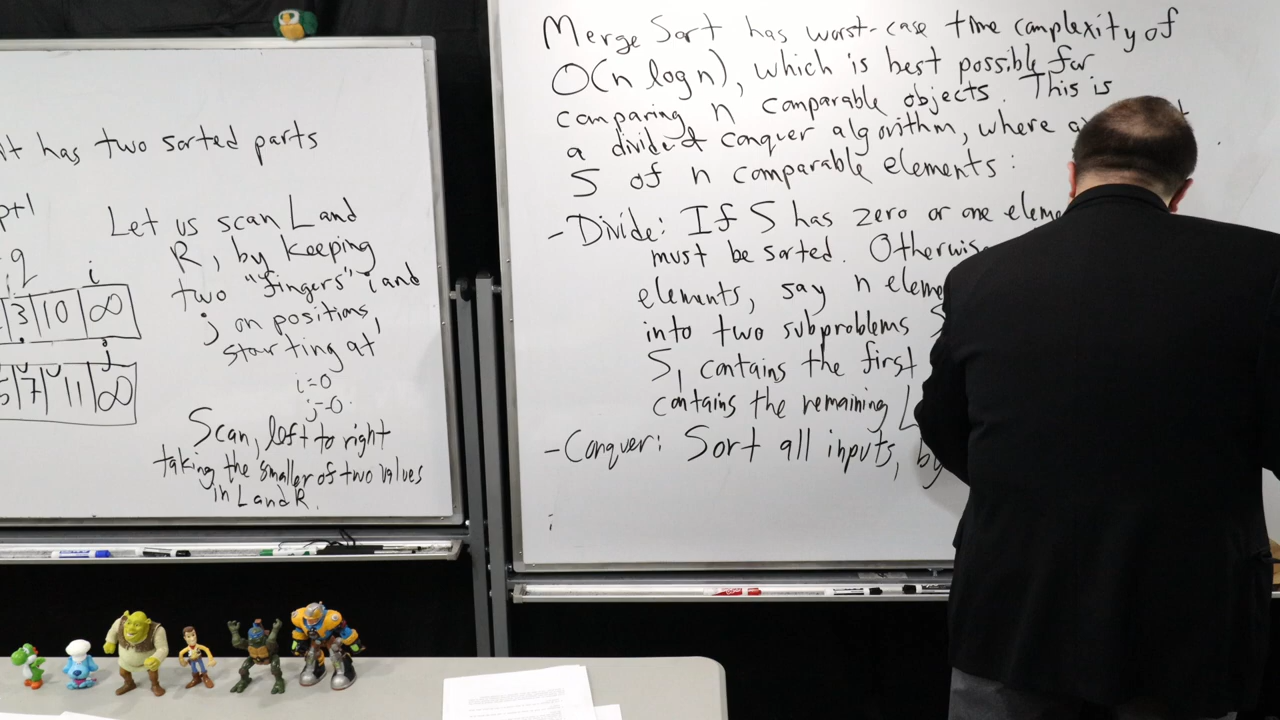 It has two sorted parts
p+1
q
i
3 10 ∞
j
7 11 ∞
Let us scan L and
R, by keeping
two "fingers" i and
j on positions,
starting at
i=0
j=0.
Scan, left to right
taking the smaller of two values
in L and R.
Merge Sort has worst-case time complexity of
O(n log n), which is best possible for
comparing n comparable objects. This is
a divide & conquer algorithm, where
S of n comparable elements:
- Divide: If S has zero or one
must be sorted. Otherwise
elements, say n
into two subproblems
S1 contains the first
contains the remaining
- Conquer: Sort all inputs, by
: